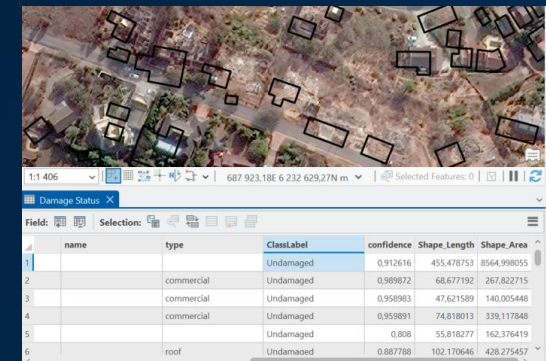 1:1 406 687 923,18E 6 232 629,27N m Selected Features: 0
Damage Status
Field: Selection:
name type ClassLabel confidence Shape_Length Shape_Area
1 Undamaged 0,912616 455,478753 8564,998055
2 commercial Undamaged 0,989872 68,677192 267,822715
3 commercial Undamaged 0,958983 47,621589 140,005448
4 commercial Undamaged 0,959891 74,818013 339,117848
5 Undamaged 0,808 55,818277 162,376419
6 roof Undamaged 0,887788 102,170646 428,275457